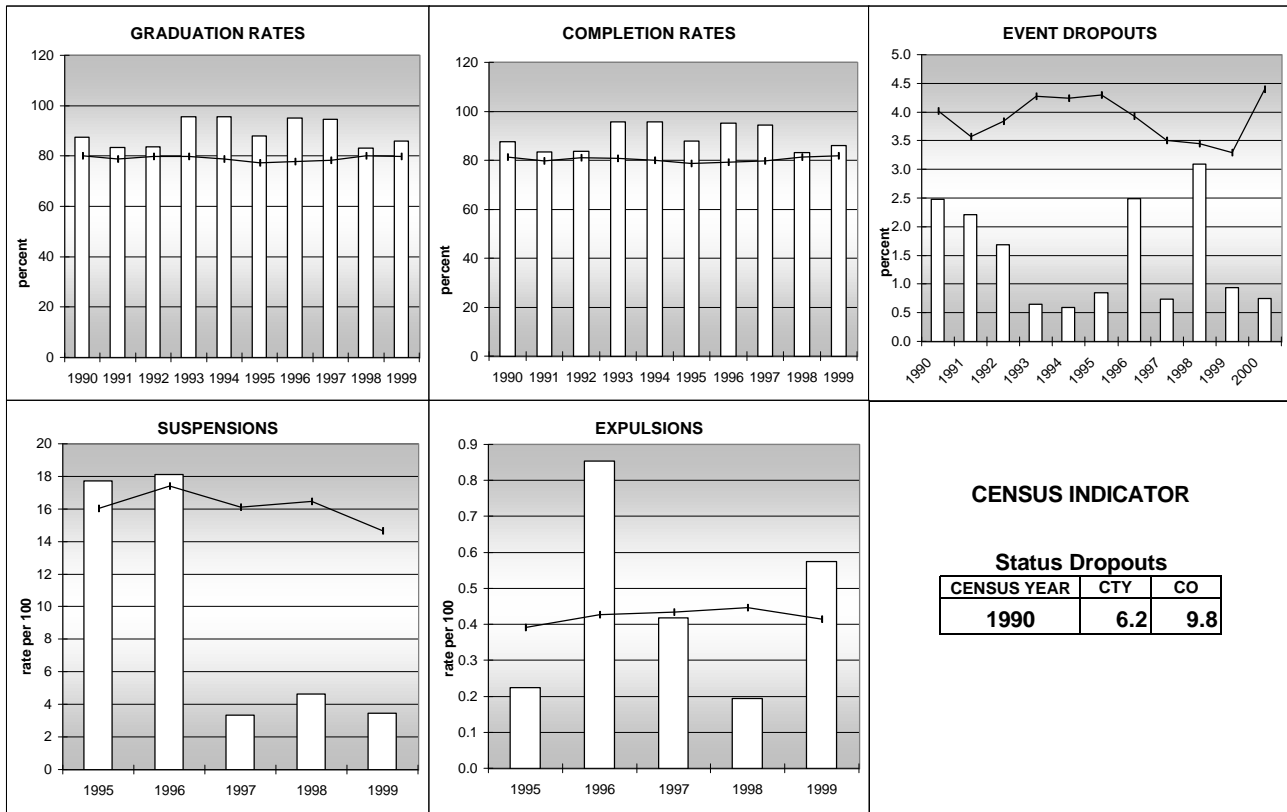 GRADUATION RATES
120
100
80
60
40
20
0
percent
1990 1991 1992 1993 1994 1995 1996 1997 1998 1999
COMPLETION RATES
120
100
80
60
40
20
0
percent
1990 1991 1992 1993 1994 1995 1996 1997 1998 1999
EVENT DROPOUTS
5.0
4.5
4.0
3.5
3.0
2.5
2.0
1.5
1.0
0.5
0.0
percent
1990 1991 1992 1993 1994 1995 1996 1997 1998 1999 2000
SUSPENSIONS
20
18
16
14
12
10
8
6
4
2
0
rate per 100
1995 1996 1997 1998 1999
EXPULSIONS
0.9
0.8
0.7
0.6
0.5
0.4
0.3
0.2
0.1
0.0
rate per 100
1995 1996 1997 1998 1999
CENSUS INDICATOR
Status Dropouts
CENSUS YEAR CTY CO
1990 6.2 9.8